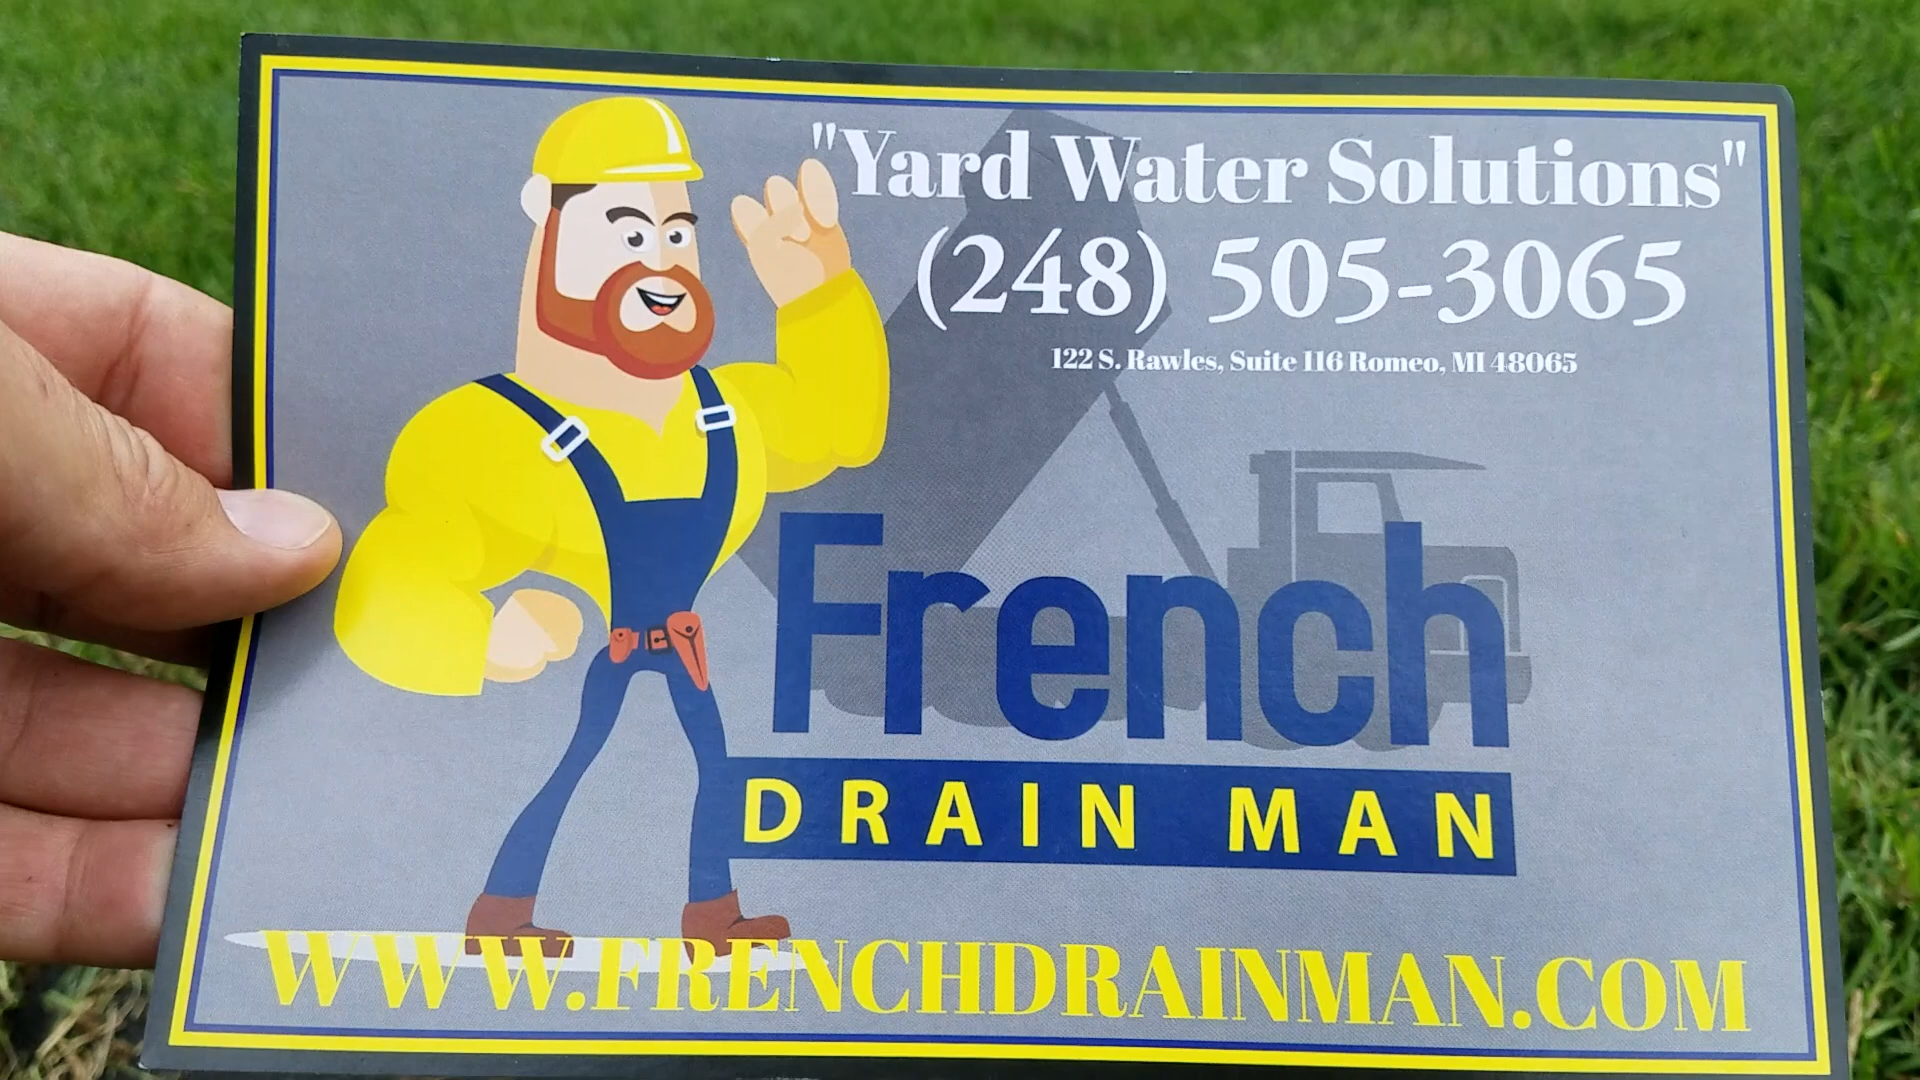 "Yard Water Solutions"
(248) 505-3065
122 S. Rawles, Suite 116 Romeo, MI 48065
French
DRAIN MAN
WWW.FRENCHDRAINMAN.COM